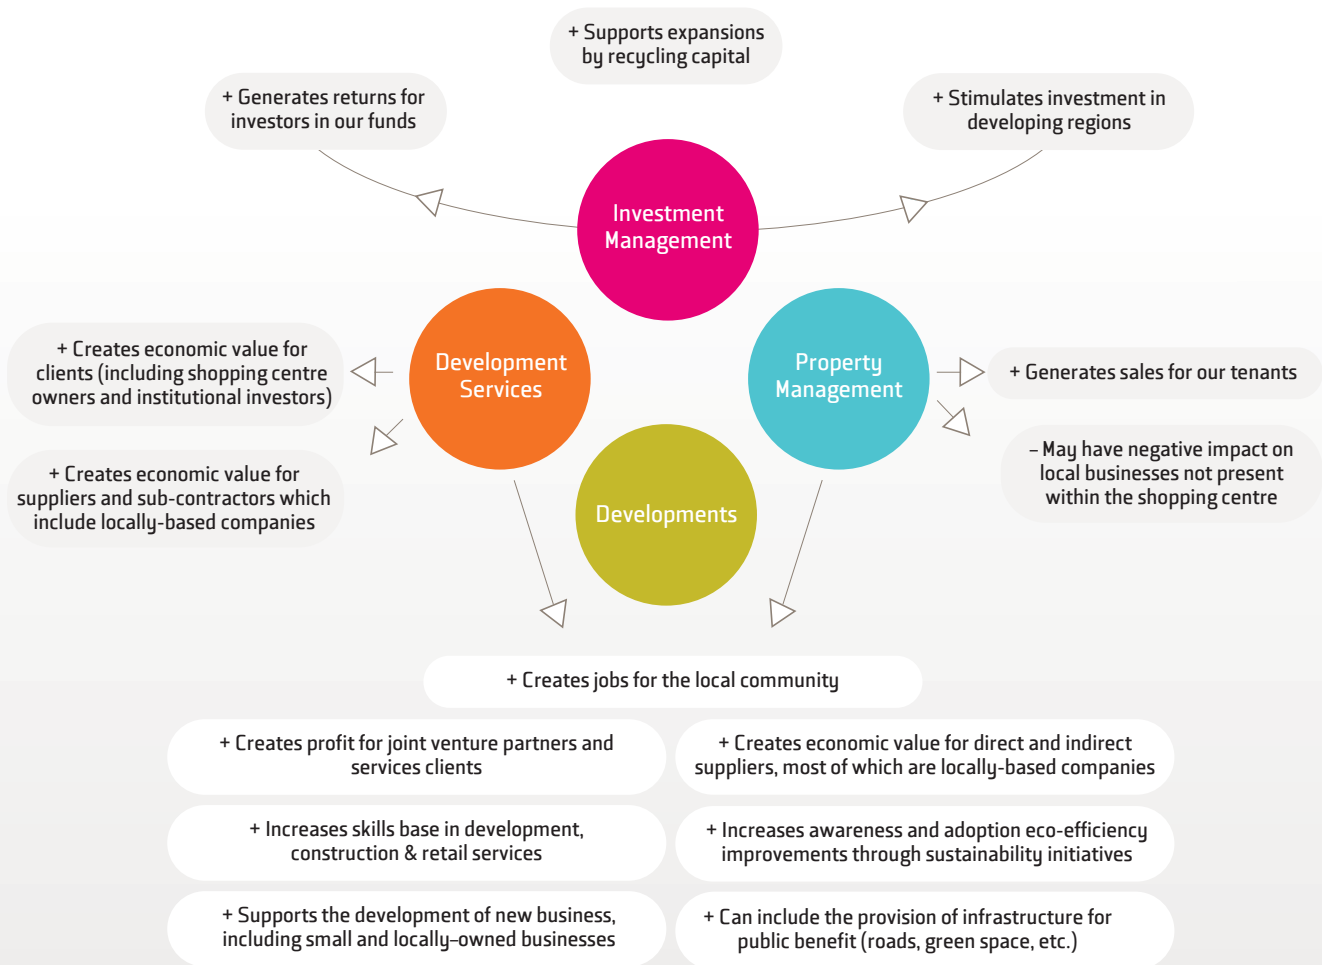 + Supports expansions
by recycling capital
+ Generates returns for
investors in our funds
+ Stimulates investment in
developing regions
Investment
Management
Development
Services
Property
Management
Developments
+ Creates economic value for
clients (including shopping centre
owners and institutional investors)
+ Creates economic value for
suppliers and sub-contractors which
include locally-based companies
+ Generates sales for our tenants
– May have negative impact on
local businesses not present
within the shopping centre
+ Creates jobs for the local community
+ Creates profit for joint venture partners and
services clients
+ Creates economic value for direct and indirect
suppliers, most of which are locally-based companies
+ Increases skills base in development,
construction & retail services
+ Increases awareness and adoption eco-efficiency
improvements through sustainability initiatives
+ Supports the development of new business,
including small and locally–owned businesses
+ Can include the provision of infrastructure for
public benefit (roads, green space, etc.)